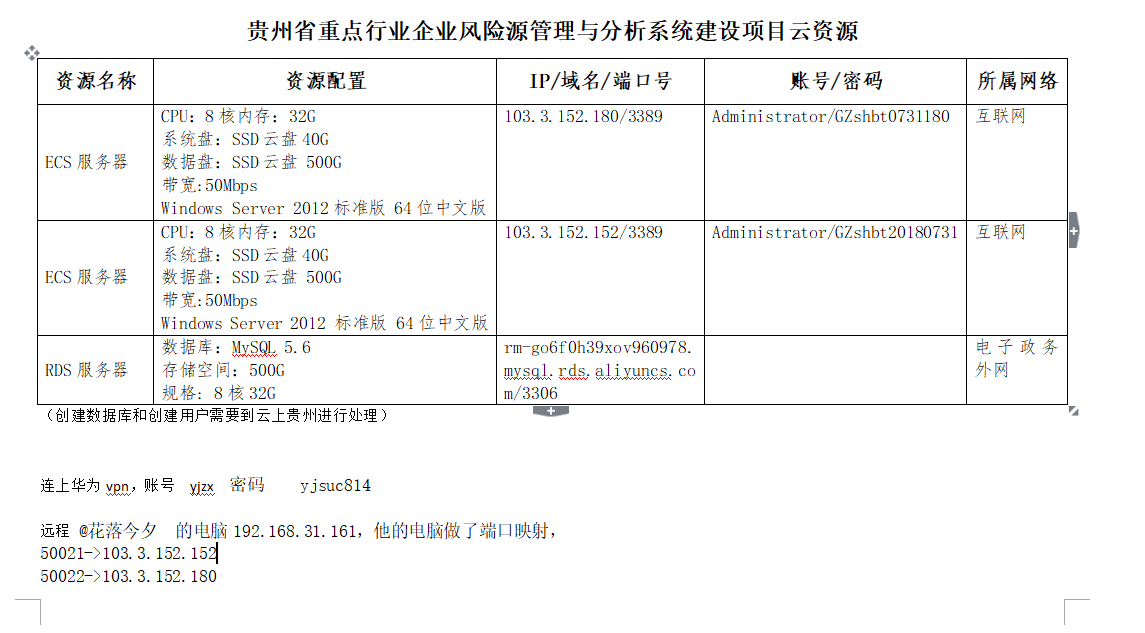 贵州省重点行业企业风险源管理与分析系统建设项目云资源
资源名称 资源配置 IP/域名/端口号 账号/密码 所属网络
ECS 服务器
CPU：8 核内存：32G
系统盘：SSD 云盘 40G
数据盘：SSD 云盘 500G
带宽:50Mbps
Windows Server 2012 标准版 64 位中文版
103.3.152.180/3389
Administrator/GZshbt0731180
互联网
ECS 服务器
CPU：8 核内存：32G
系统盘：SSD 云盘 40G
数据盘：SSD 云盘 500G
带宽:50Mbps
Windows Server 2012 标准版 64 位中文版
103.3.152.152/3389
Administrator/GZshbt20180731
互联网
RDS 服务器
数据库：MySQL 5.6
存储空间：500G
规格：8 核 32G
rm-go6f0h39xov960978.
mysql.rds.aliyuncs.co
m/3306
电子政务
外网
（创建数据库和创建用户需要到云上贵州进行处理）
连上华为 vpn，账号 yjzx 密码 yjsuc814
远程 @花落今夕 的电脑 192.168.31.161，他的电脑做了端口映射，
50021->103.3.152.152
50022->103.3.152.180